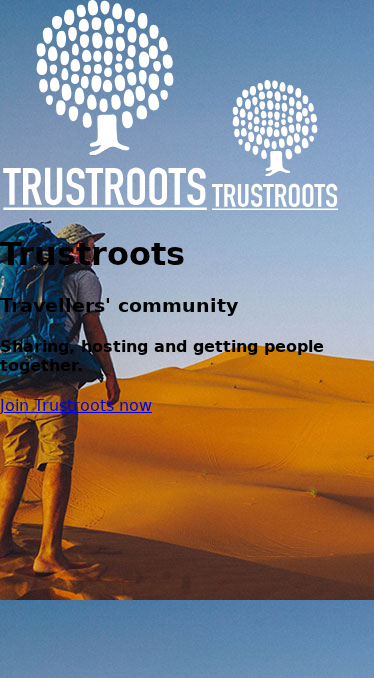 TRUSTROOTS
TRUSTROOTS
Trustroots
Travellers' community
Sharing, hosting and getting people
together.
Join Trustroots now